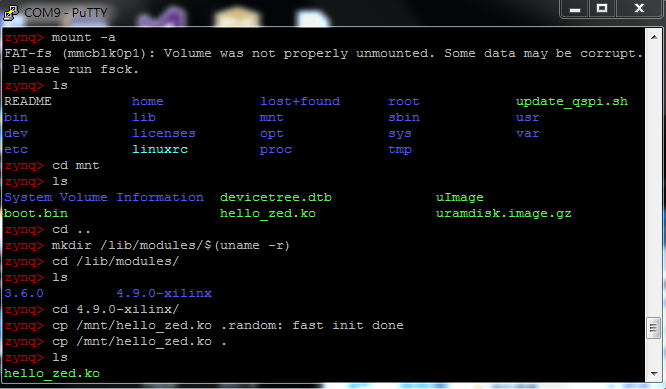 COM9 - PuTTY
zynq> mount -a
FAT-fs (mmcblk0p1): Volume was not properly unmounted. Some data may be corrupt.
 Please run fsck.
zynq> ls
README         home           lost+found     root           update_qspi.sh
bin            lib            mnt            sbin           usr
dev            licenses       opt            sys            var
etc            linuxrc        proc           tmp
zynq> cd mnt
zynq> ls
System Volume Information  devicetree.dtb             uImage
boot.bin                   hello_zed.ko               uramdisk.image.gz
zynq> cd ..
zynq> mkdir /lib/modules/$(uname -r)
zynq> cd /lib/modules/
zynq> ls
3.6.0         4.9.0-xilinx
zynq> cd 4.9.0-xilinx/
zynq> cp /mnt/hello_zed.ko .random: fast init done
zynq> cp /mnt/hello_zed.ko .
zynq> ls
hello_zed.ko